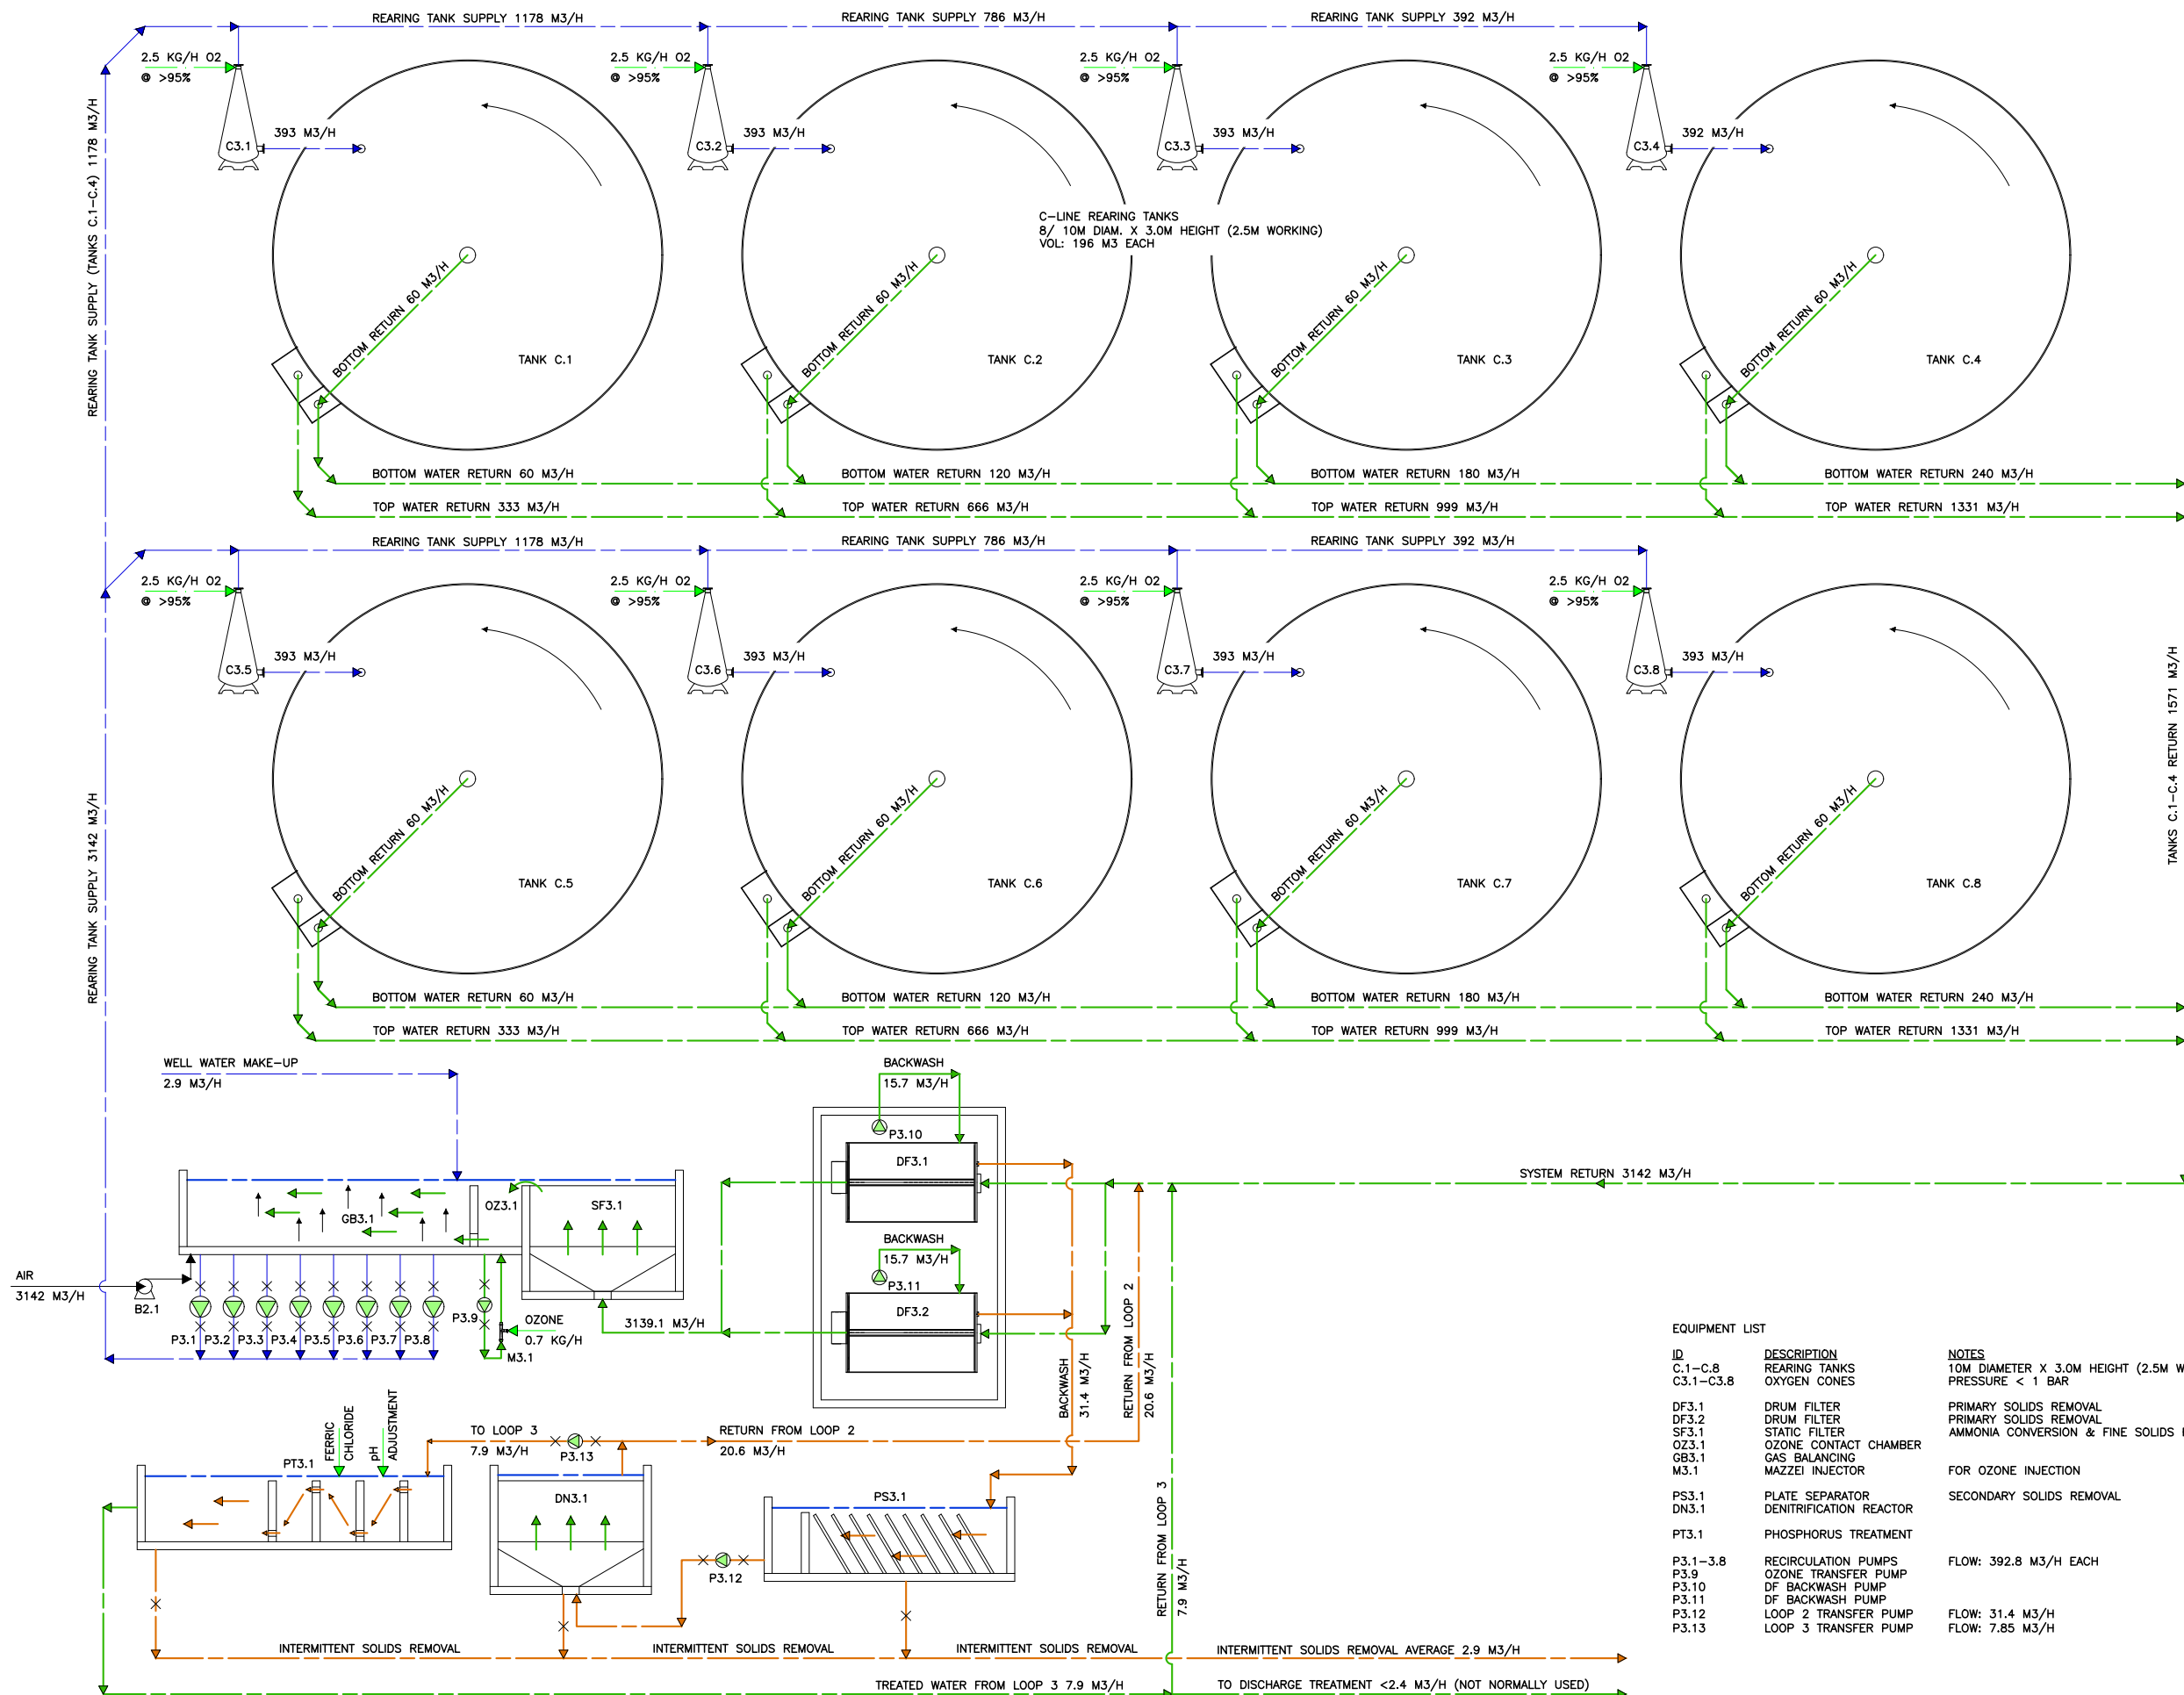 REARING TANK SUPPLY 1178 M3/H
REARING TANK SUPPLY 786 M3/H
REARING TANK SUPPLY 392 M3/H
2.5 KG/H O2
@ >95%
2.5 KG/H O2
@ >95%
2.5 KG/H O2
@ >95%
2.5 KG/H O2
@ >95%
REARING TANK SUPPLY (TANKS C.1-C.4) 1178 M3/H
C3.1
393 M3/H
C3.2
393 M3/H
C3.3
393 M3/H
C3.4
392 M3/H
C-LINE REARING TANKS
8/ 10M DIAM. X 3.0M HEIGHT (2.5M WORKING)
VOL: 196 M3 EACH
BOTTOM RETURN 60 M3/H
BOTTOM RETURN 60 M3/H
BOTTOM RETURN 60 M3/H
BOTTOM RETURN 60 M3/H
TANK C.1
TANK C.2
TANK C.3
TANK C.4
BOTTOM WATER RETURN 60 M3/H
BOTTOM WATER RETURN 120 M3/H
BOTTOM WATER RETURN 180 M3/H
BOTTOM WATER RETURN 240 M3/H
TOP WATER RETURN 333 M3/H
TOP WATER RETURN 666 M3/H
TOP WATER RETURN 999 M3/H
TOP WATER RETURN 1331 M3/H
REARING TANK SUPPLY 1178 M3/H
REARING TANK SUPPLY 786 M3/H
REARING TANK SUPPLY 392 M3/H
2.5 KG/H O2
@ >95%
2.5 KG/H O2
@ >95%
2.5 KG/H O2
@ >95%
2.5 KG/H O2
@ >95%
C3.5
393 M3/H
C3.6
393 M3/H
C3.7
393 M3/H
C3.8
393 M3/H
TANKS C.1-C.4 RETURN 1571 M3/H
REARING TANK SUPPLY 3142 M3/H
BOTTOM RETURN 60 M3/H
BOTTOM RETURN 60 M3/H
BOTTOM RETURN 60 M3/H
BOTTOM RETURN 60 M3/H
TANK C.5
TANK C.6
TANK C.7
TANK C.8
BOTTOM WATER RETURN 60 M3/H
BOTTOM WATER RETURN 120 M3/H
BOTTOM WATER RETURN 180 M3/H
BOTTOM WATER RETURN 240 M3/H
TOP WATER RETURN 333 M3/H
TOP WATER RETURN 666 M3/H
TOP WATER RETURN 999 M3/H
TOP WATER RETURN 1331 M3/H
WELL WATER MAKE-UP
2.9 M3/H
BACKWASH
15.7 M3/H
P3.10
DF3.1
SYSTEM RETURN 3142 M3/H
GB3.1
OZ3.1
SF3.1
BACKWASH
15.7 M3/H
P3.11
DF3.2
AIR
3142 M3/H
B2.1
P3.1
P3.2
P3.3
P3.4
P3.5
P3.6
P3.7
P3.8
P3.9
OZONE
0.7 KG/H
M3.1
3139.1 M3/H
BACKWASH
31.4 M3/H
RETURN FROM LOOP 2
20.6 M3/H
RETURN FROM LOOP 3
7.9 M3/H
FERRIC
CHLORIDE
pH
ADJUSTMENT
PT3.1
TO LOOP 3
7.9 M3/H
P3.13
RETURN FROM LOOP 2
20.6 M3/H
DN3.1
PS3.1
P3.12
INTERMITTENT SOLIDS REMOVAL
INTERMITTENT SOLIDS REMOVAL
INTERMITTENT SOLIDS REMOVAL
INTERMITTENT SOLIDS REMOVAL AVERAGE 2.9 M3/H
TREATED WATER FROM LOOP 3 7.9 M3/H
TO DISCHARGE TREATMENT <2.4 M3/H (NOT NORMALLY USED)
EQUIPMENT LIST
ID DESCRIPTION NOTES
C.1-C.8 REARING TANKS 10M DIAMETER X 3.0M HEIGHT (2.5M
C3.1-C3.8 OXYGEN CONES PRESSURE < 1 BAR
DF3.1 DRUM FILTER PRIMARY SOLIDS REMOVAL
DF3.2 DRUM FILTER PRIMARY SOLIDS REMOVAL
SF3.1 STATIC FILTER AMMONIA CONVERSION & FINE SOLIDS
OZ3.1 OZONE CONTACT CHAMBER
GB3.1 GAS BALANCING
M3.1 MAZZEI INJECTOR FOR OZONE INJECTION
PS3.1 PLATE SEPARATOR SECONDARY SOLIDS REMOVAL
DN3.1 DENITRIFICATION REACTOR
PT3.1 PHOSPHORUS TREATMENT
P3.1-3.8 RECIRCULATION PUMPS FLOW: 392.8 M3/H EACH
P3.9 OZONE TRANSFER PUMP
P3.10 DF BACKWASH PUMP
P3.11 DF BACKWASH PUMP
P3.12 LOOP 2 TRANSFER PUMP FLOW: 31.4 M3/H
P3.13 LOOP 3 TRANSFER PUMP FLOW: 7.85 M3/H